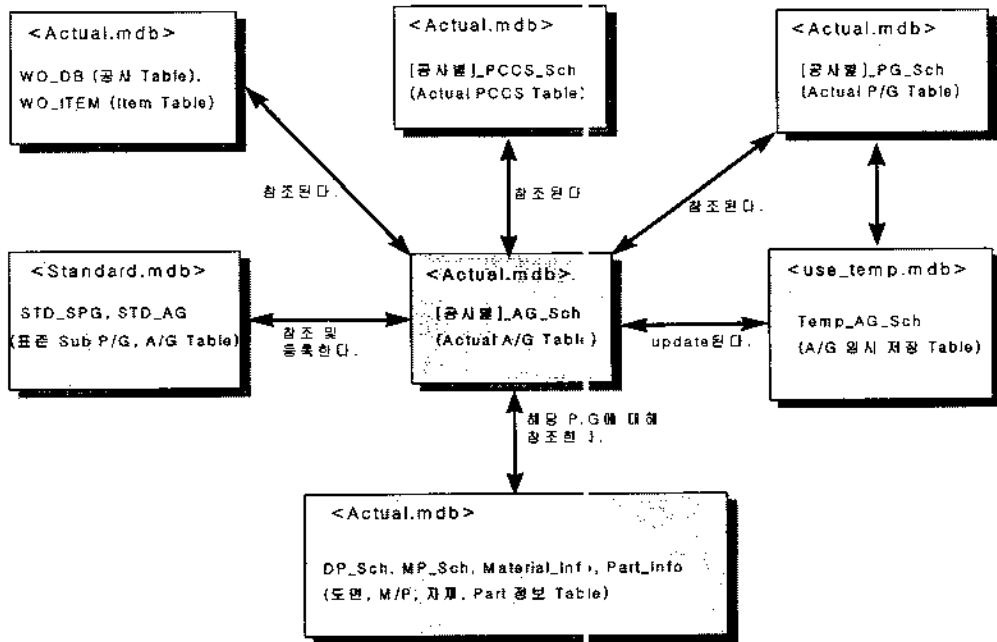 <Actual.mdb>
WO_DB (공사 Table),
WO_ITEM (Item Table)
<Actual.mdb>
[공사별]_PCCS_Sch
(Actual PCCS Table)
<Actual.mdb>
[공사별]_PG_Sch
(Actual P/G Table)
참조된다.
참조된다
참조된다.
<Standard.mdb>
STD_SPG, STD_AG
(표준 Sub P/G, A/G Table)
참조 및
등록한다.
<Actual.mdb>.
[공사별]_AG_Sch
(Actual A/G Table)
update된다.
<use_temp.mdb>
Temp_AG_Sch
(A/G 임시 저장 Table)
해당 P.G에 대해
참조한다.
<Actual.mdb>
DP_Sch, MP_Sch, Material_Info, Part_Info
(도면, M/P, 자재, Part 정보 Table)